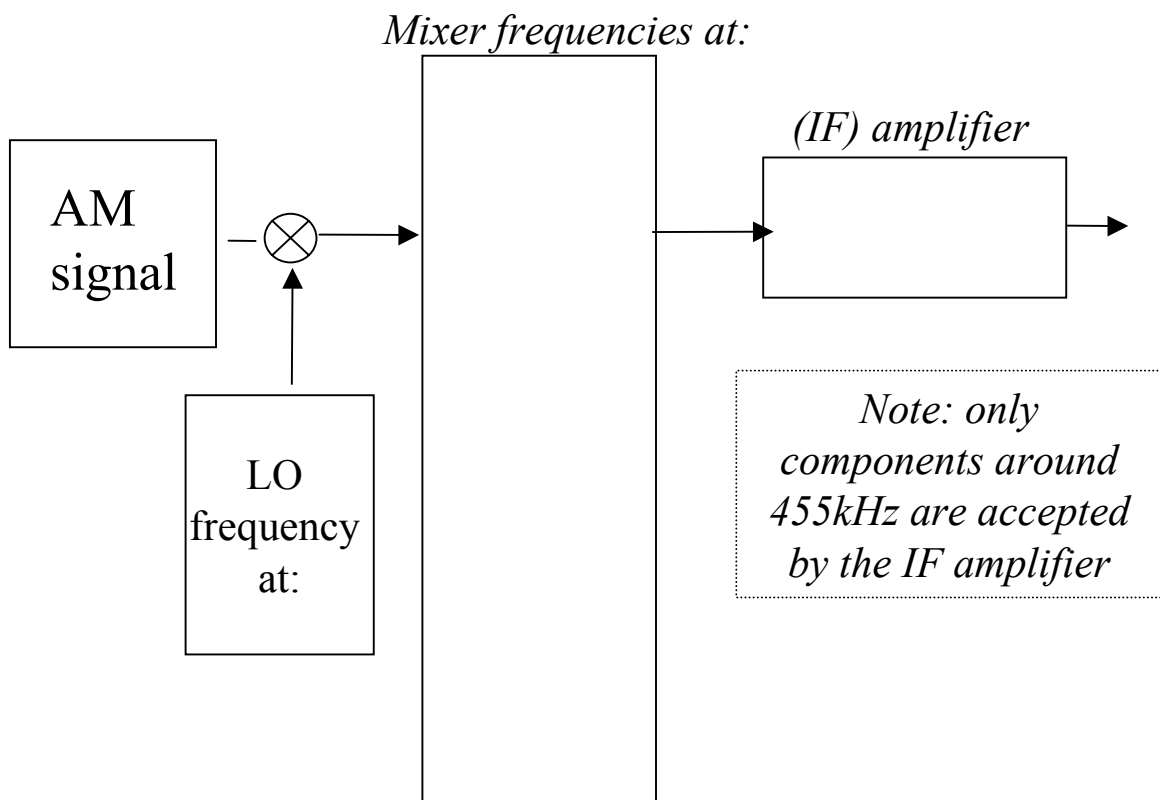 Mixer frequencies at:
(IF) amplifier
AM
signal
LO
frequency
at:
Note: only
components around
455kHz are accepted
by the IF amplifier